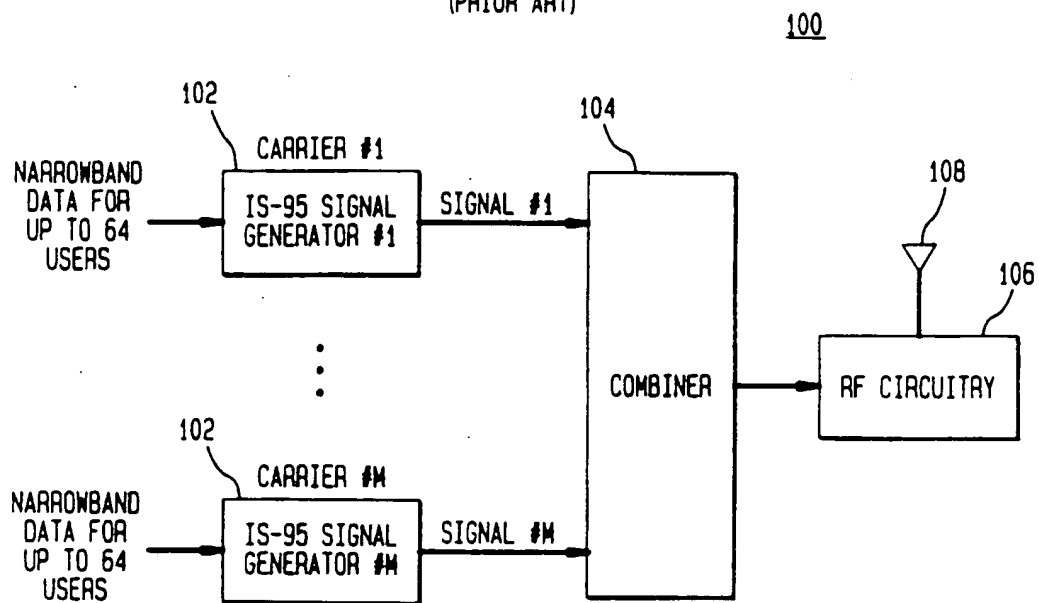 (PRIOR ART)
100
102
CARRIER #1
NARROWBAND
DATA FOR
UP TO 64
USERS
IS-95 SIGNAL
GENERATOR #1
SIGNAL #1
104
COMBINER
108
106
RF CIRCUITRY
102
CARRIER #M
NARROWBAND
DATA FOR
UP TO 64
USERS
IS-95 SIGNAL
GENERATOR #M
SIGNAL #M